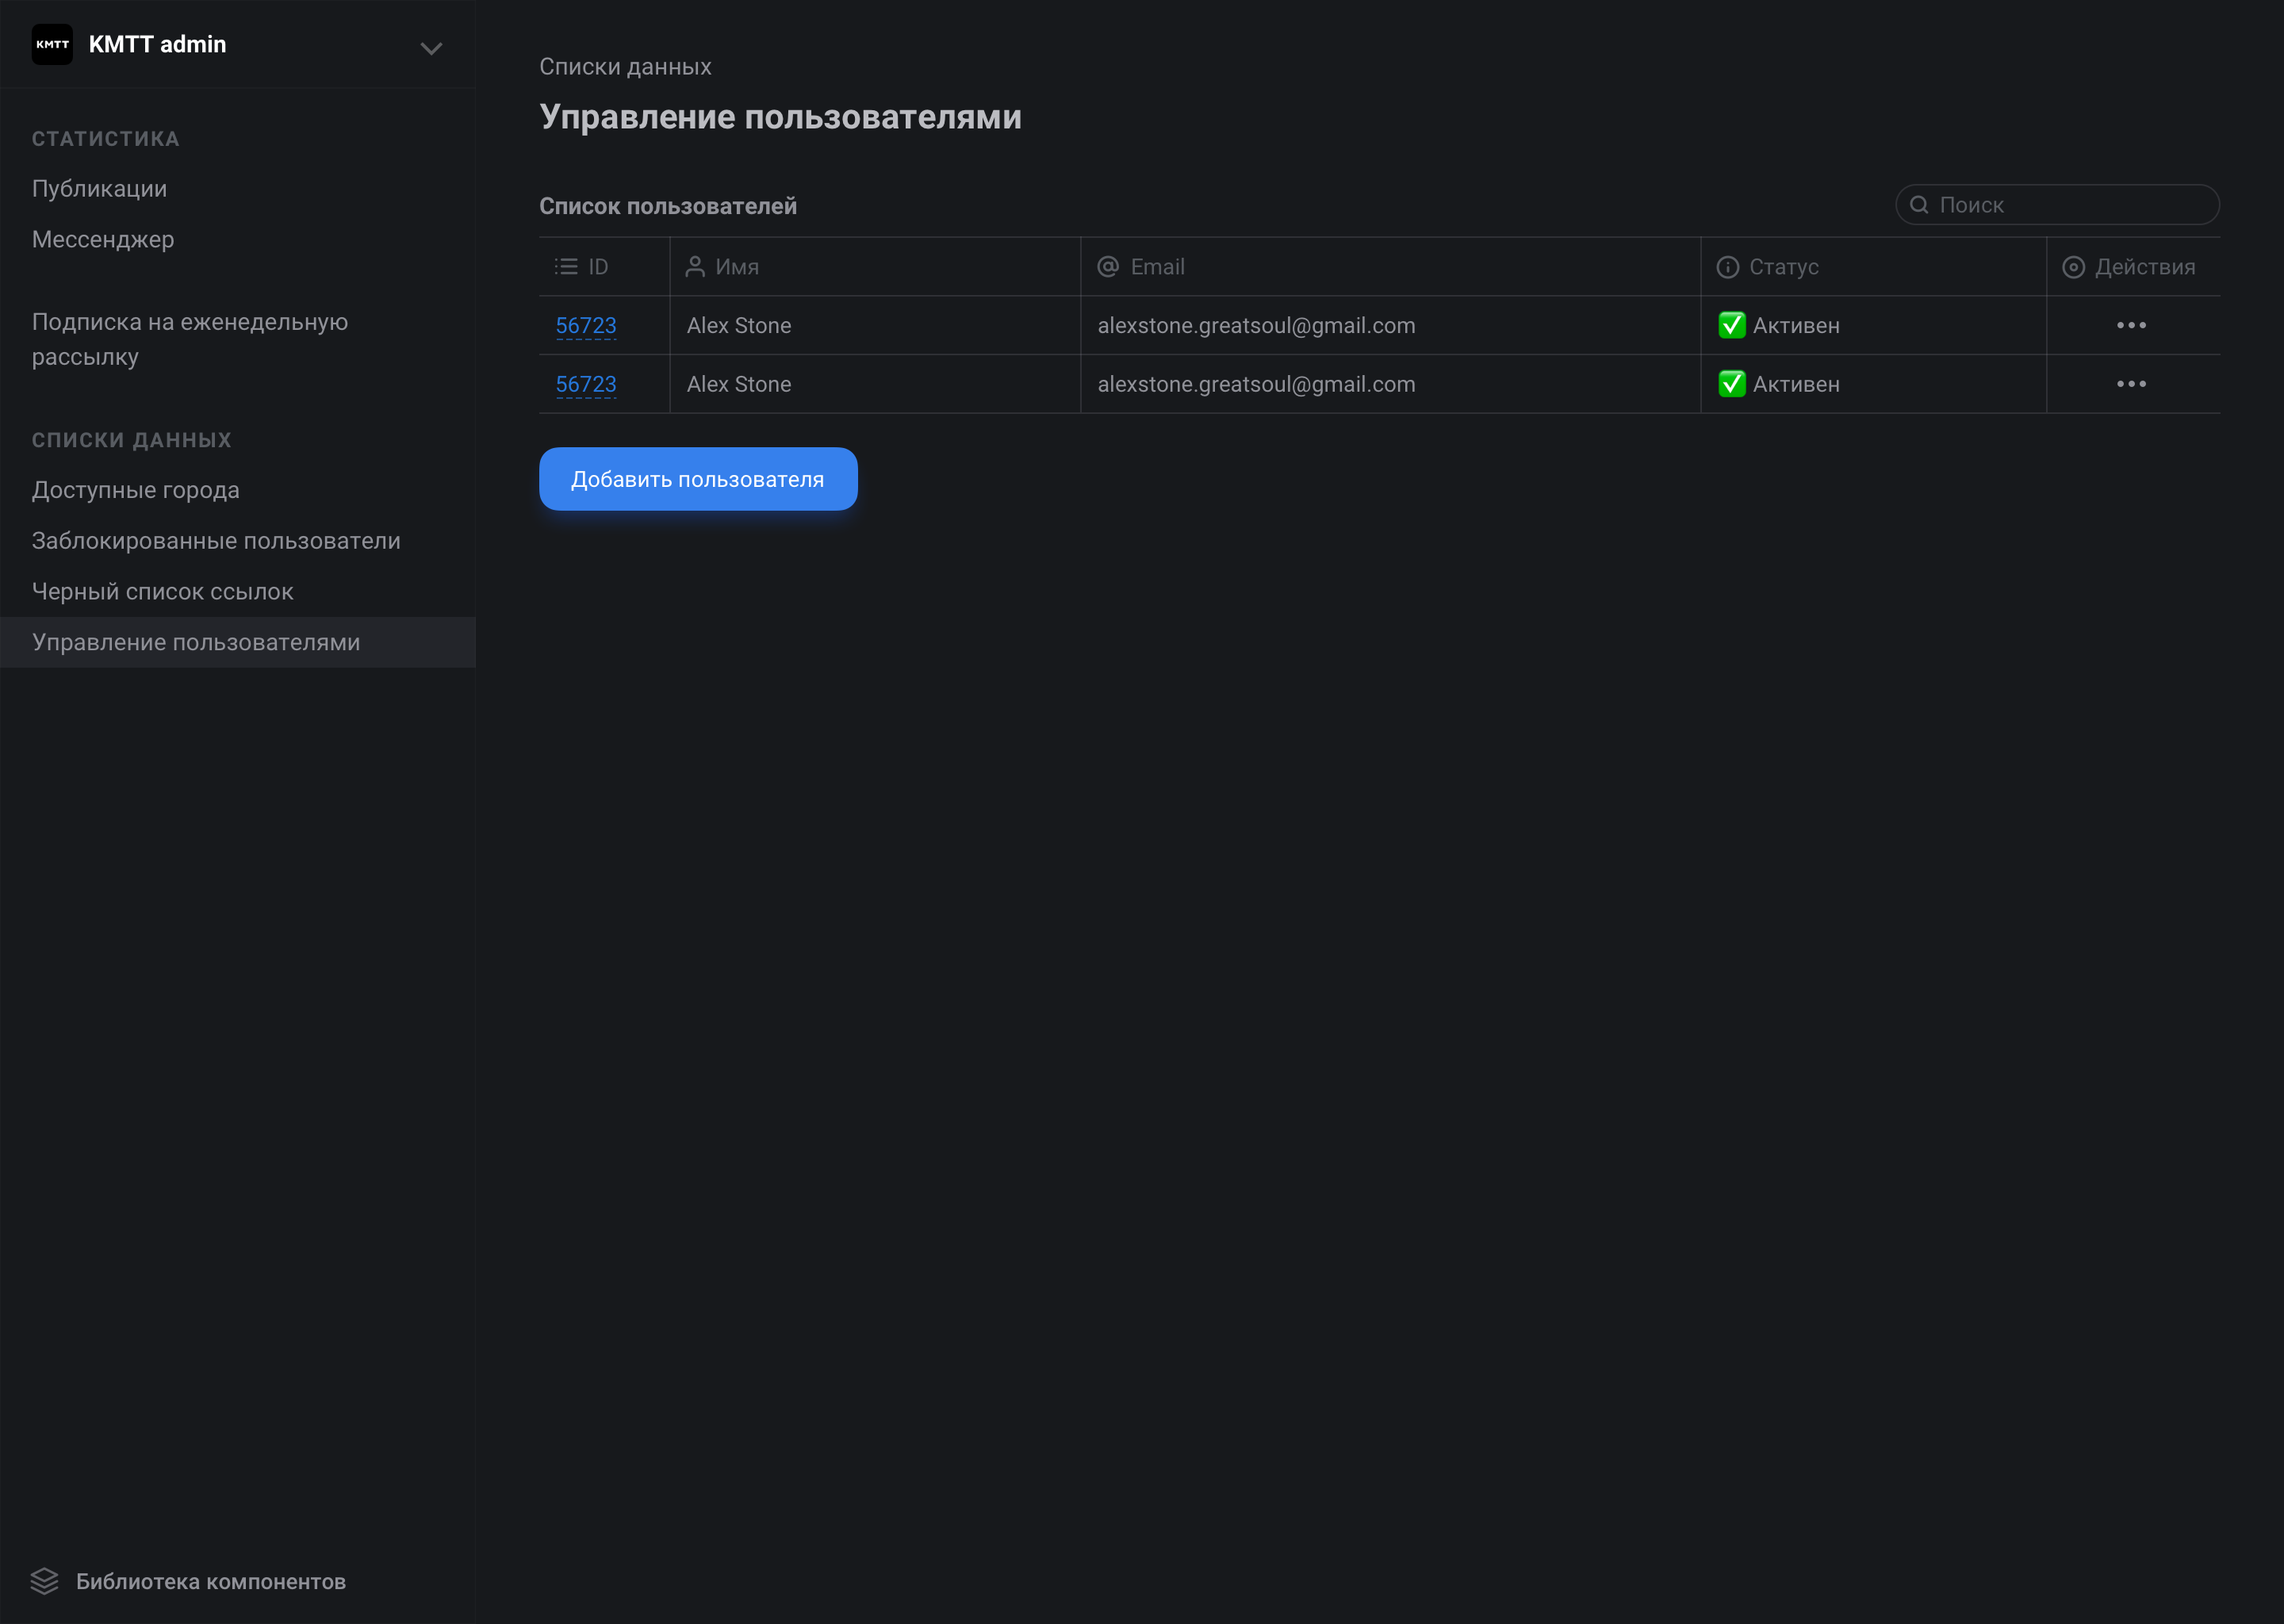 KMTT
KMTT admin
СТАТИСТИКА
Публикации
Мессенджер
Подписка на еженедельную
рассылку
СПИСКИ ДАННЫХ
Доступные города
Заблокированные пользователи
Черный список ссылок
Управление пользователями
Библиотека компонентов
Списки данных
Управление пользователями
Список пользователей
Поиск
ID Имя Email Статус Действия
56723 Alex Stone alexstone.greatsoul@gmail.com Активен
56723 Alex Stone alexstone.greatsoul@gmail.com Активен
Добавить пользователя